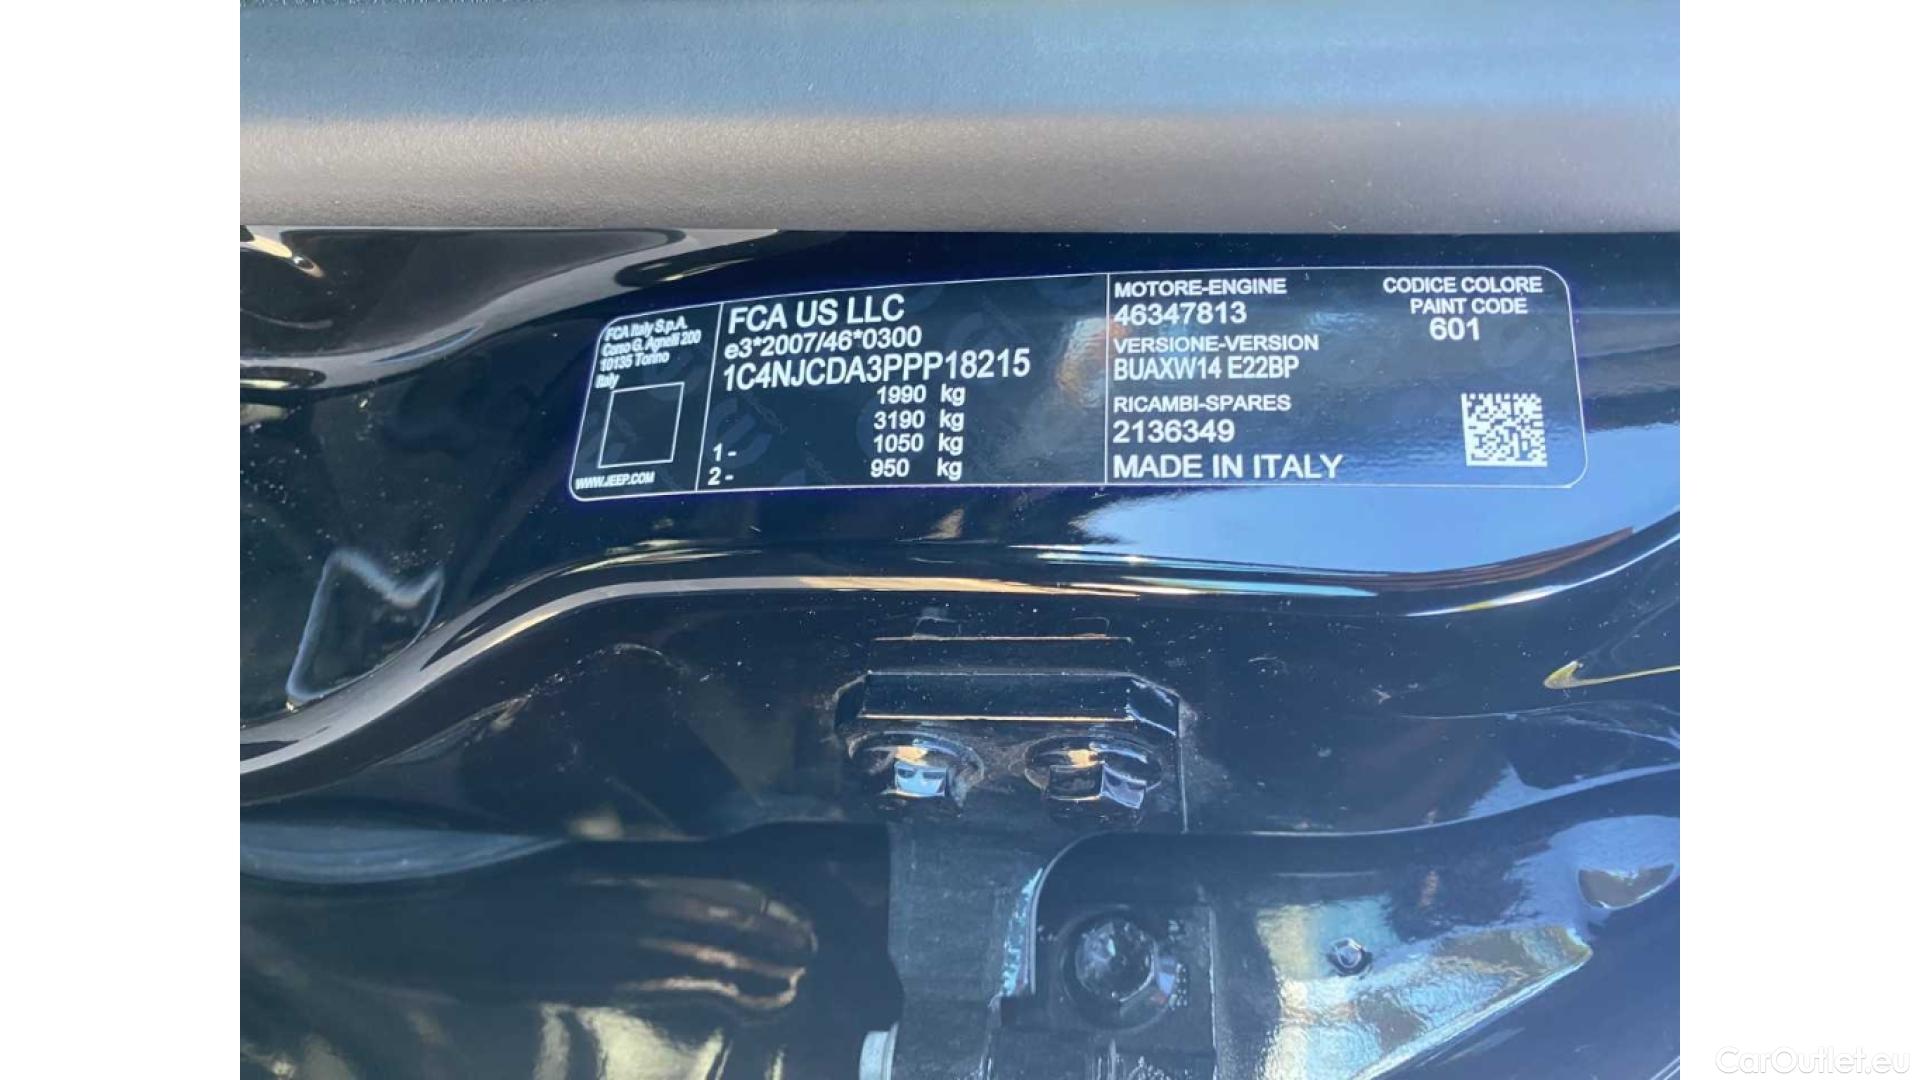 FCA Italy S.p.A.
Corso G. Agnelli 200
10135 Torino
Italy
WWW.JEEP.COM
FCA US LLC
e3*2007/46*0300
1C4NJCDA3PPP18215
1990 kg
3190 kg
1- 1050 kg
2- 950 kg
MOTORE-ENGINE
46347813
VERSIONE-VERSION
BUAXW14 E22BP
RICAMBI-SPARES
2136349
MADE IN ITALY
CODICE COLORE
PAINT CODE
601
CarOutlet.eu